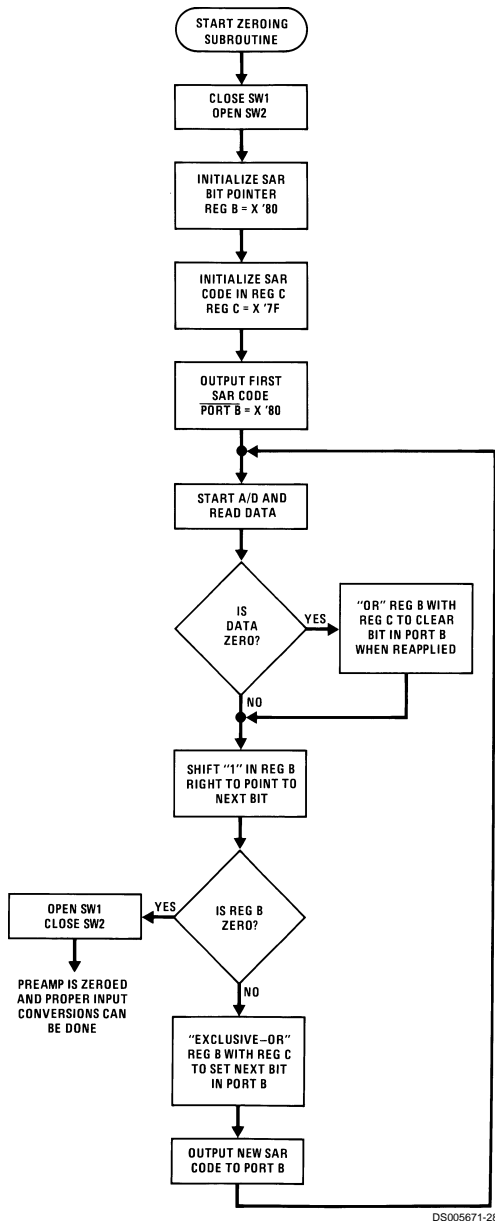 START ZEROING
SUBROUTINE
CLOSE SW1
OPEN SW2
INITIALIZE SAR
BIT POINTER
REG B = X '80
INITIALIZE SAR
CODE IN REG C
REG C = X '7F
OUTPUT FIRST
SAR CODE
PORT B = X '80
START A/D AND
READ DATA
IS
DATA
ZERO?
YES
"OR" REG B WITH
REG C TO CLEAR
BIT IN PORT B
WHEN REAPPLIED
NO
SHIFT "1" IN REG B
RIGHT TO POINT TO
NEXT BIT
IS REG B
ZERO?
YES
OPEN SW1
CLOSE SW2
PREAMP IS ZEROED
AND PROPER INPUT
CONVERSIONS CAN
BE DONE
NO
"EXCLUSIVE–OR"
REG B WITH REG C
TO SET NEXT BIT
IN PORT B
OUTPUT NEW SAR
CODE TO PORT B
DS005671-28